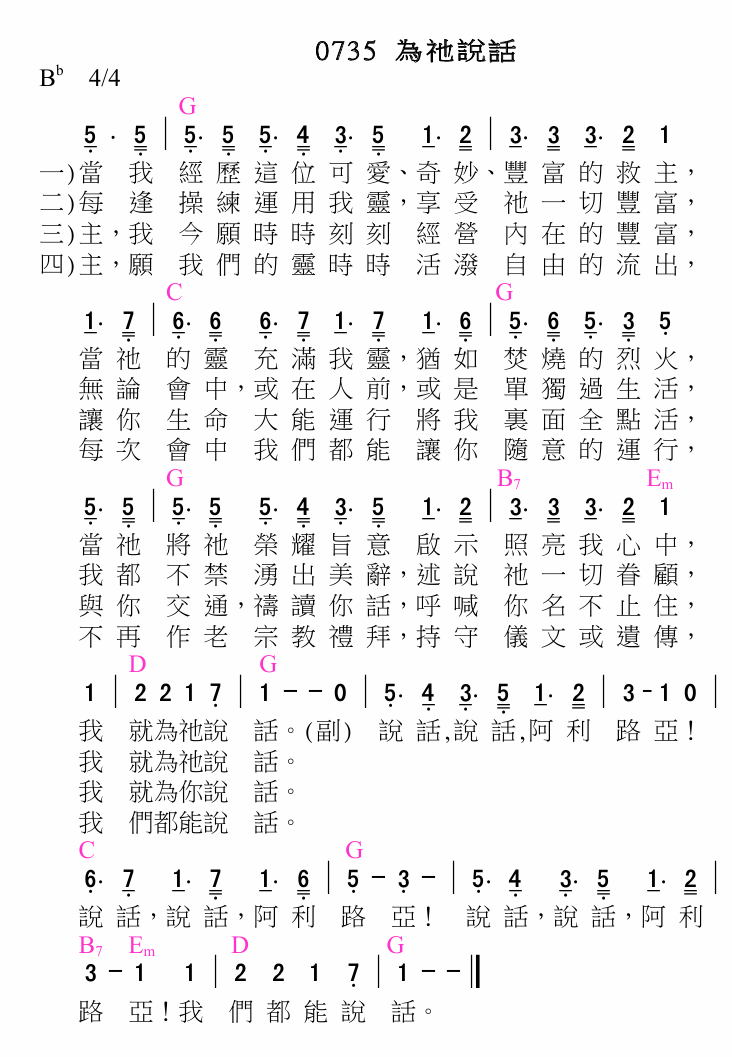 0735 為祂說話
Bb 4/4
G
5 · 5 | 5· 5 5· 4 3· 5 1· 2 | 3· 3 3· 2 1
一)當 我 經 歷 這 位 可 愛、奇 妙、豐 富 的 救 主，
二)每 逢 操 練 運 用 我 靈，享 受 祂 一 切 豐 富，
三)主，我 今 願 時 時 刻 刻 經 營 內 在 的 豐 富，
四)主，願 我 們 的 靈 時 時 活 潑 自 由 的 流 出，
C G
1· 7 | 6· 6 6· 7 1· 7 1· 6 | 5· 6 5· 3 5
當 祂 的 靈 充 滿 我 靈，猶 如 焚 燒 的 烈 火，
無 論 會 中，或 在 人 前，或 是 單 獨 過 生 活，
讓 你 生 命 大 能 運 行 將 我 裏 面 全 點 活，
每 次 會 中 我 們 都 能 讓 你 隨 意 的 運 行，
G B7 Em
5· 5 | 5· 5 5· 4 3· 5 1· 2 | 3· 3 3· 2 1
當 祂 將 祂 榮 耀 旨 意 啟 示 照 亮 我 心 中，
我 都 不 禁 湧 出 美 辭，述 說 祂 一 切 眷 顧，
與 你 交 通，禱 讀 你 話，呼 喊 你 名 不 止 住，
不 再 作 老 宗 教 禮 拜，持 守 儀 文 或 遺 傳，
D G
1 | 2 2 1 7 | 1 - - 0 | 5· 4 3· 5 1· 2 | 3 - 1 0 |
我 就為祂說 話。(副) 說 話,說 話,阿 利 路 亞！
我 就為祂說 話。
我 就為你說 話。
我 們都能說 話。
C G
6· 7 1· 7 1· 6 | 5 - 3 - | 5· 4 3· 5 1· 2 |
說 話，說 話，阿 利 路 亞！ 說 話，說 話，阿 利
B7 Em D G
3 - 1 1 | 2 2 1 7 | 1 - - ‖
路 亞！我 們 都 能 說 話。